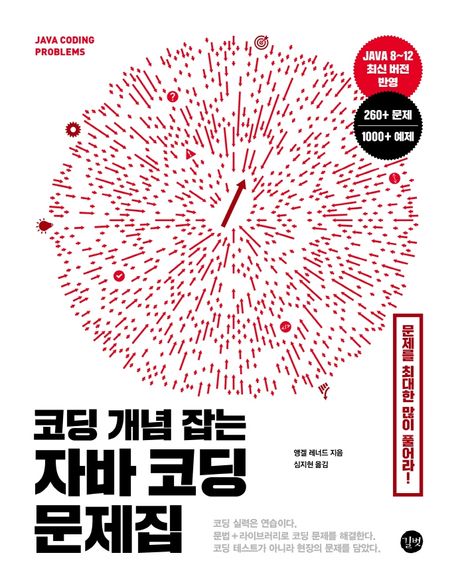 JAVA CODING
PROBLEMS
JAVA 8~12
최신 버전
반영
260+ 문제
1000+ 예제
문제를 최대한 많이 풀어라!
코딩 개념 잡는
자바 코딩
문제집
앵겔 레너드 지음
심지현 옮김
코딩 실력은 연습이다.
문법+라이브러리로 코딩 문제를 해결한다.
코딩 테스트가 아니라 현장의 문제를 담았다.
길벗